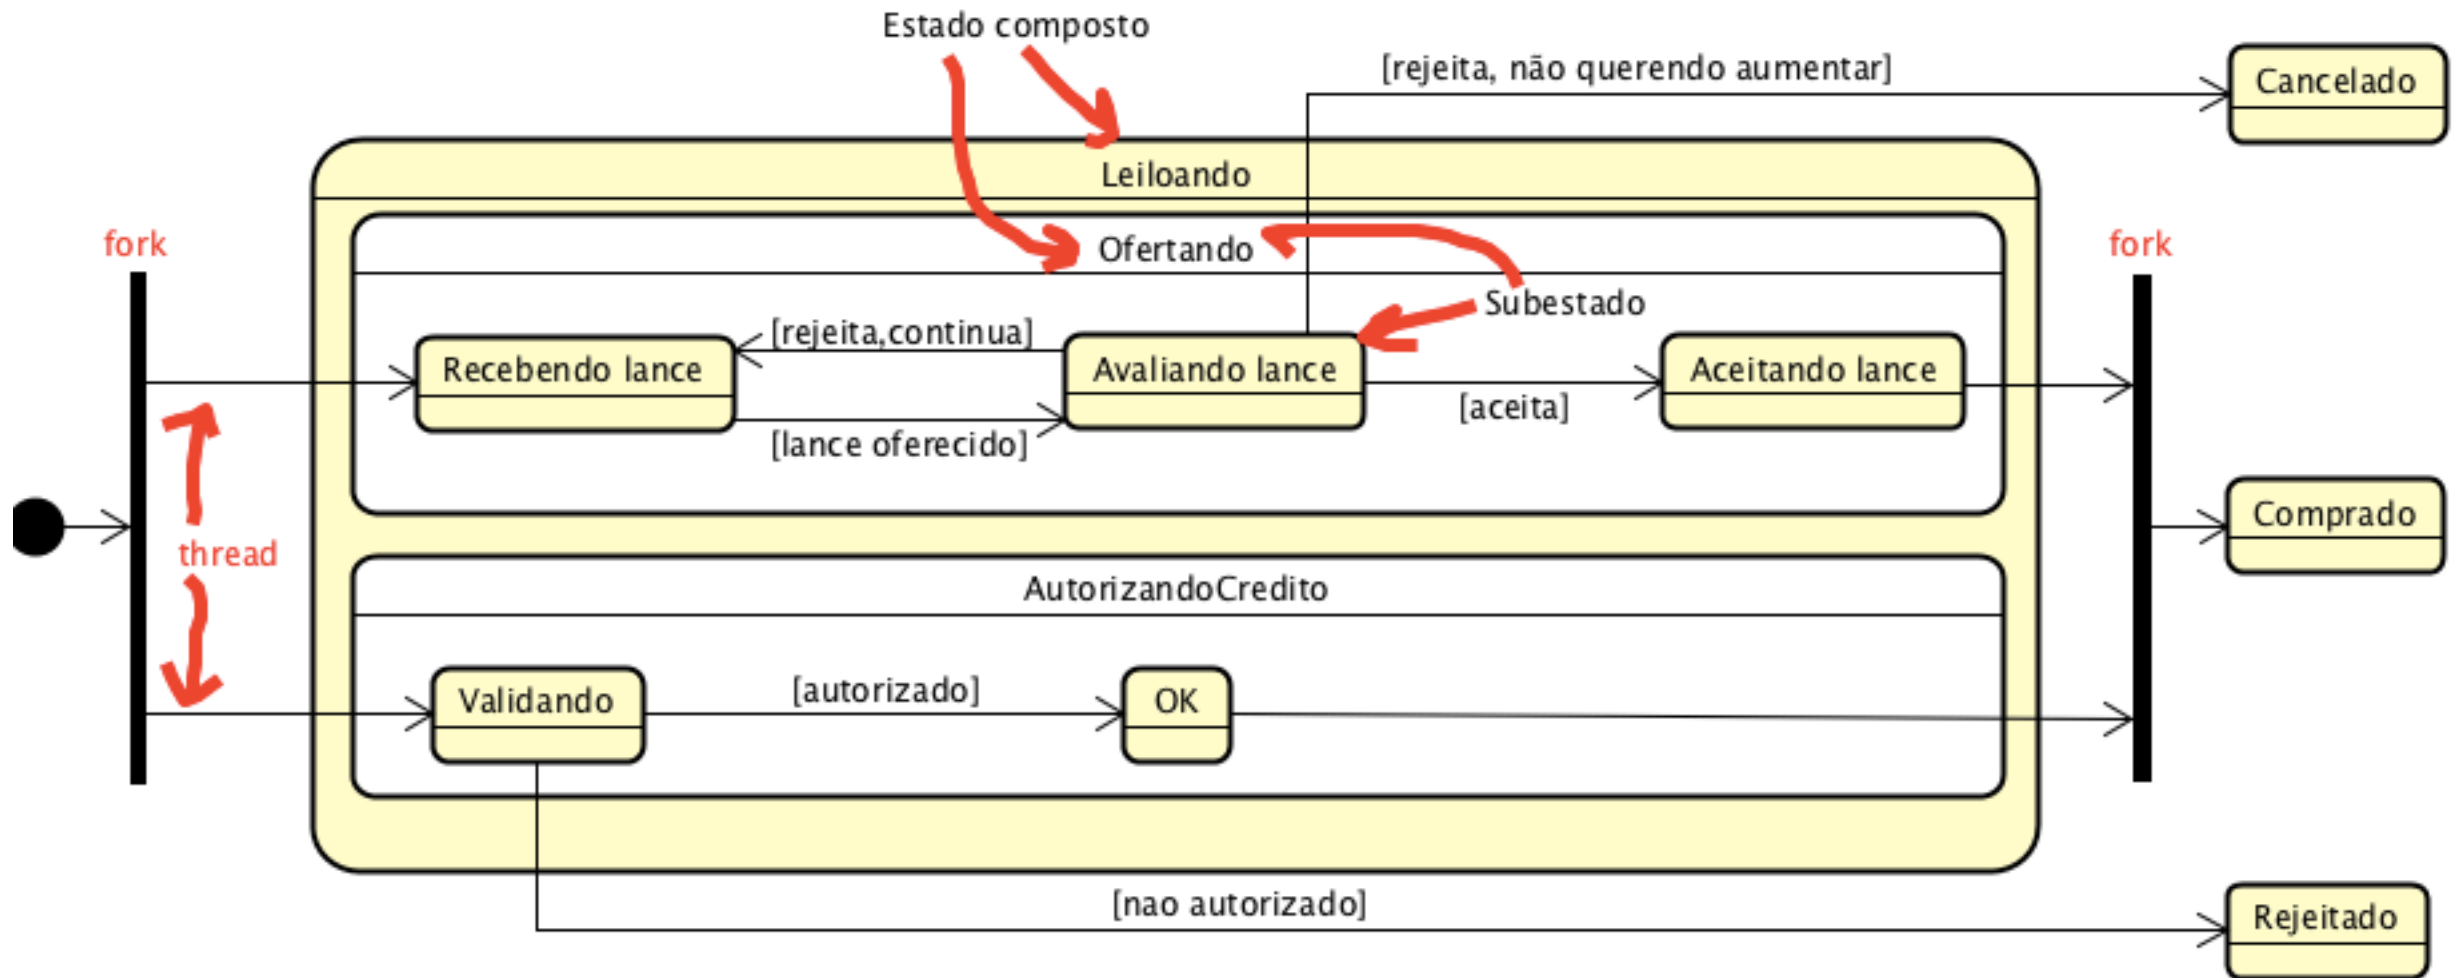 Estado composto
[rejeita, não querendo aumentar]
Cancelado
Leiloando
fork
Ofertando
fork
Subestado
[rejeita,continua]
Recebendo lance
Avaliando lance
Aceitando lance
[aceita]
[lance oferecido]
Comprado
thread
AutorizandoCredito
[autorizado]
Validando
OK
[nao autorizado]
Rejeitado